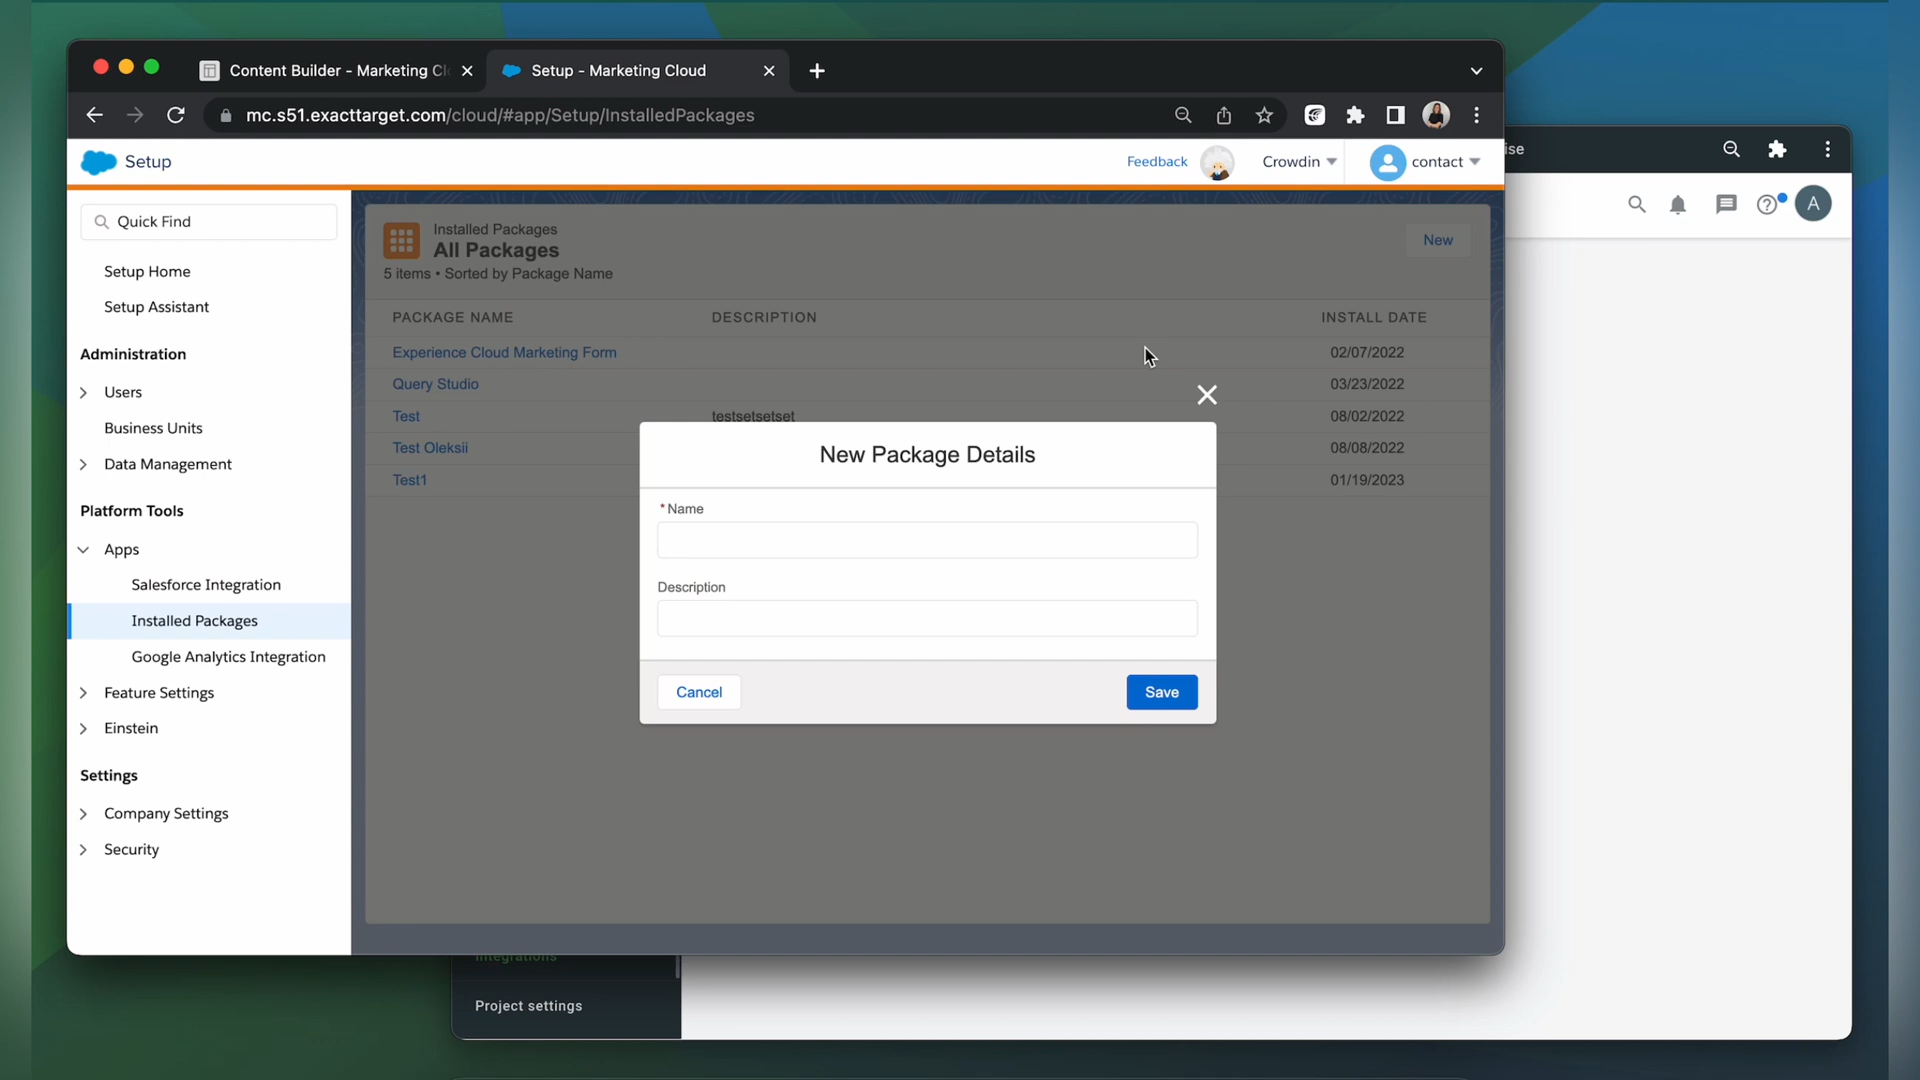 Content Builder - Marketing Cl
Setup - Marketing Cloud
mc.s51.exacttarget.com/cloud/#app/Setup/InstalledPackages
ise
Setup
Feedback
Crowdin
contact
A
Quick Find
Setup Home
Setup Assistant
Administration
Users
Business Units
Data Management
Platform Tools
Apps
Salesforce Integration
Installed Packages
Google Analytics Integration
Feature Settings
Einstein
Settings
Company Settings
Security
Installed Packages
All Packages
5 items • Sorted by Package Name
New
PACKAGE NAME DESCRIPTION INSTALL DATE
Experience Cloud Marketing Form 02/07/2022
Query Studio 03/23/2022
Test testsetsetset 08/02/2022
Test Oleksii 08/08/2022
Test1 01/19/2023
New Package Details
* Name
Description
Cancel
Save
Integrations
Project settings